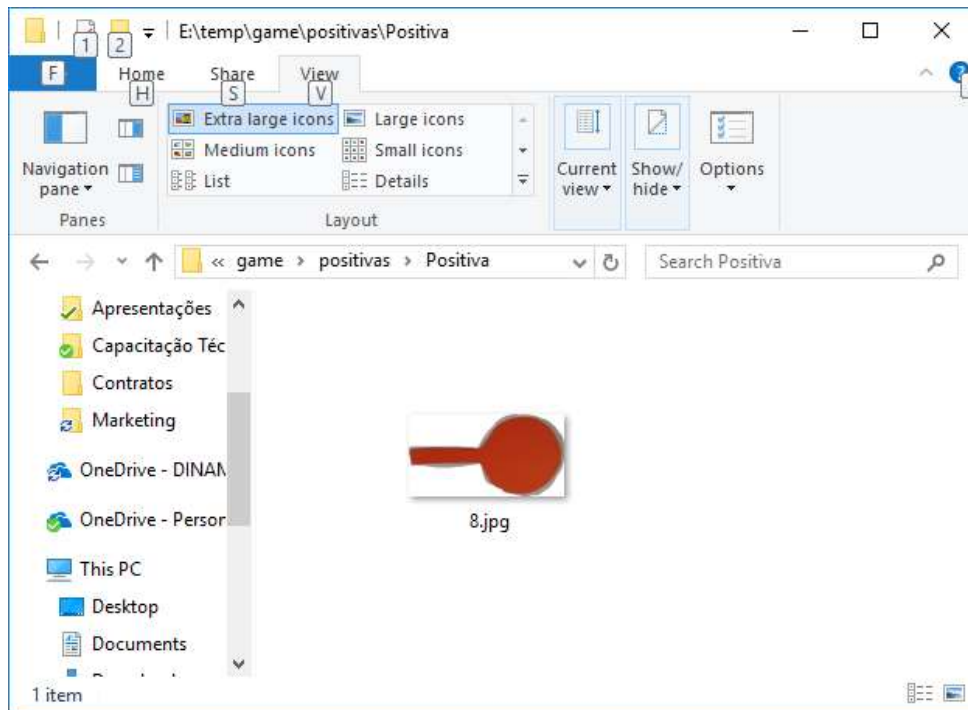 1 2 E:\temp\game\positivas\Positiva
F Home Share View
H S V
Extra large icons Large icons
Medium icons Small icons
List Details
Navigation pane
Current view
Show/ hide
Options
Panes Layout
« game › positivas › Positiva Search Positiva
Apresentações
Capacitação Téc
Contratos
Marketing
OneDrive - DINAM
OneDrive - Person
This PC
Desktop
Documents
8.jpg
1 item